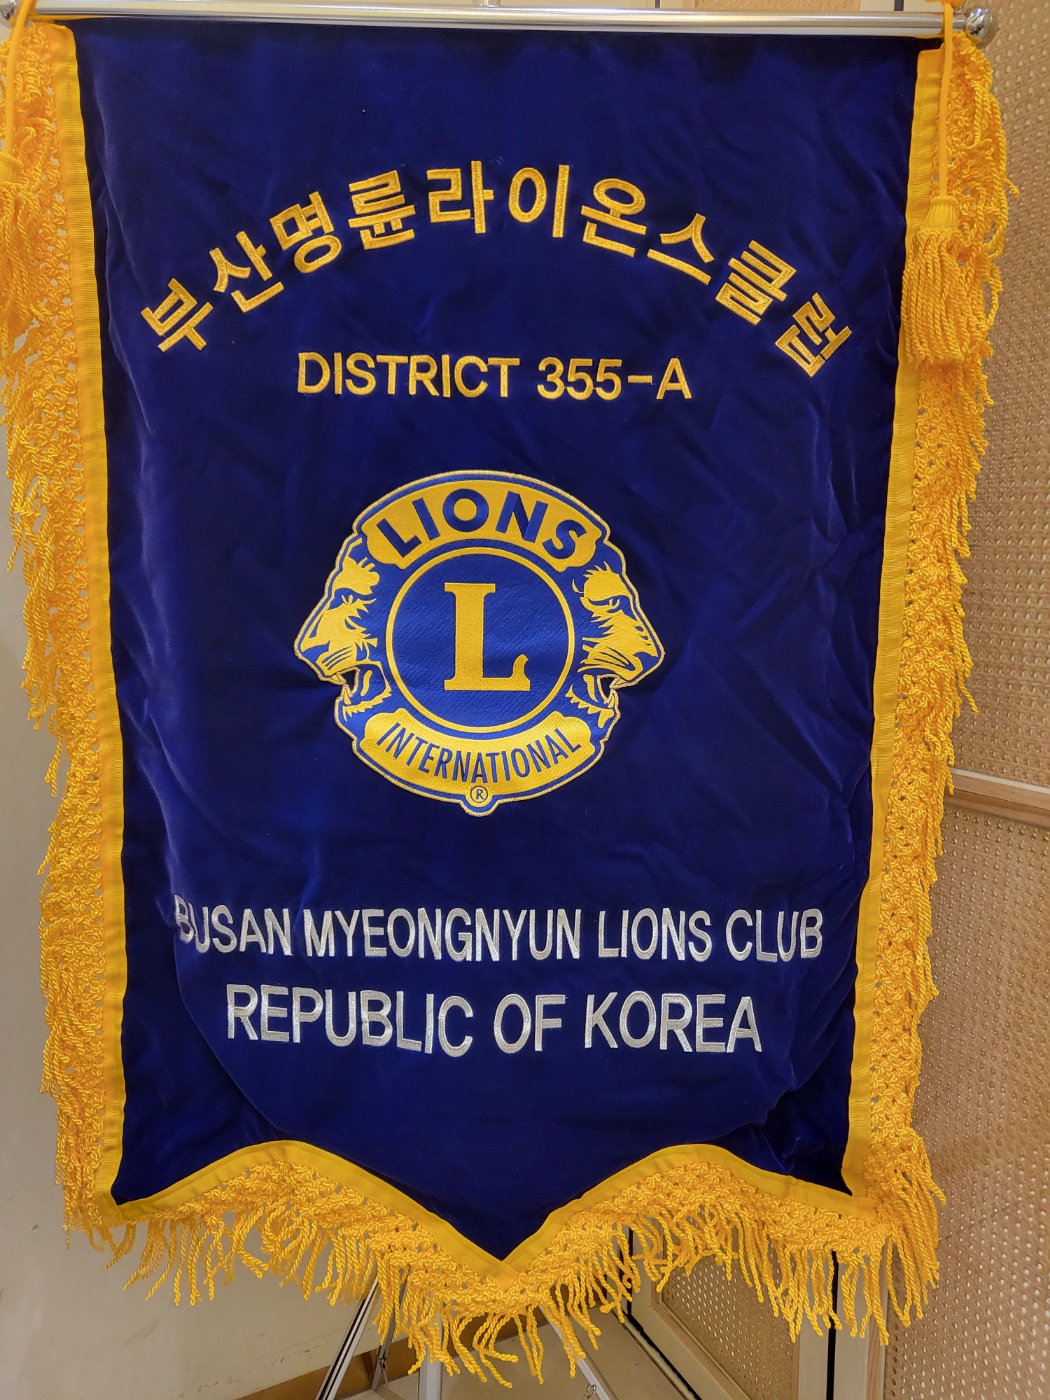 부산명륜라이온스클럽
DISTRICT 355-A
LIONS
L
INTERNATIONAL
®
BUSAN MYEONGNYUN LIONS CLUB
REPUBLIC OF KOREA